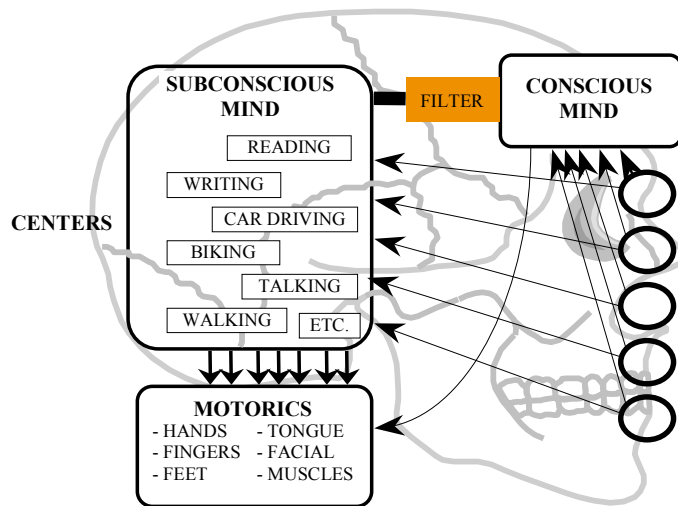 SUBCONSCIOUS
MIND
FILTER
CONSCIOUS
MIND
READING
WRITING
CAR DRIVING
CENTERS
BIKING
TALKING
WALKING
ETC.
MOTORICS
- HANDS - TONGUE
- FINGERS - FACIAL
- FEET - MUSCLES